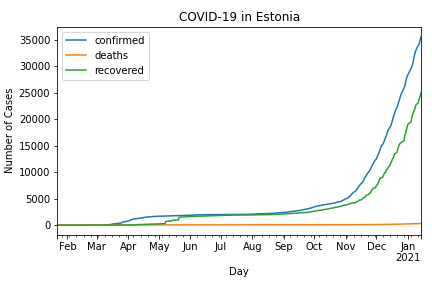 COVID-19 in Estonia
confirmed
deaths
recovered
Number of Cases
35000
30000
25000
20000
15000
10000
5000
0
Feb Mar Apr May Jun Jul Aug Sep Oct Nov Dec Jan
2021
Day